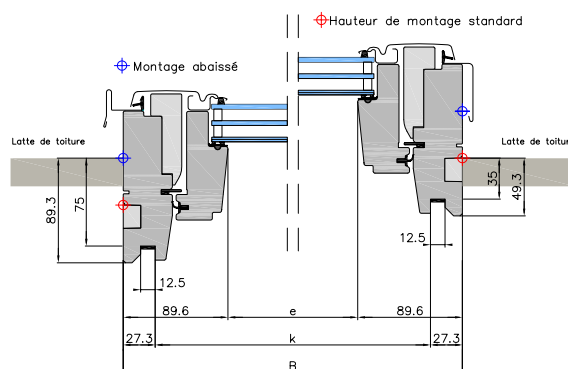 Hauteur de montage standard
Montage abaissé
Latte de toiture
Latte de toiture
89.3
75
35
49.3
12.5
12.5
89.6
e
89.6
27.3
k
27.3